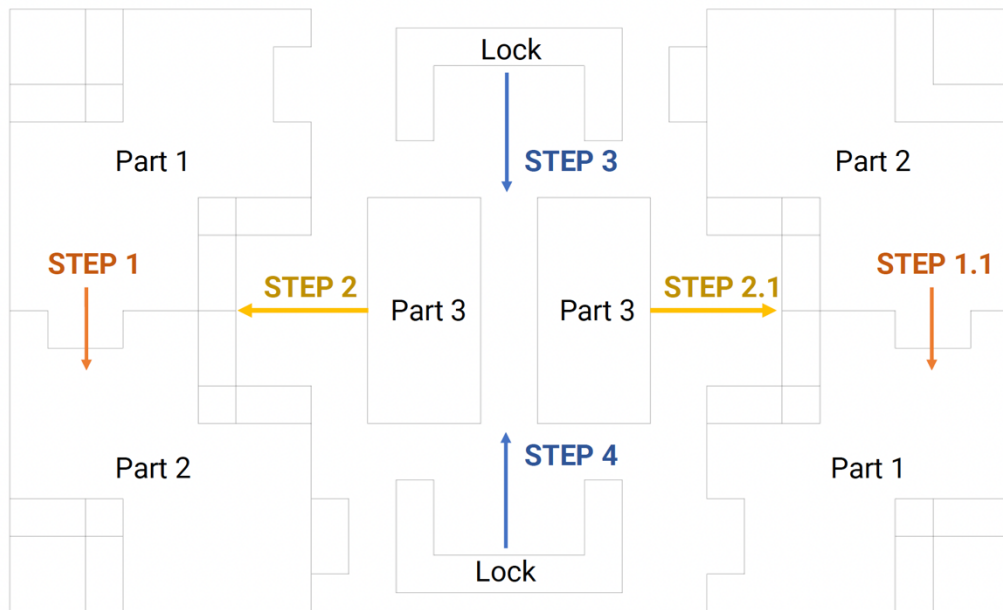 Lock
STEP 3
Part 1
Part 2
STEP 1
STEP 1.1
STEP 2
STEP 2.1
Part 3
Part 3
STEP 4
Part 2
Part 1
Lock